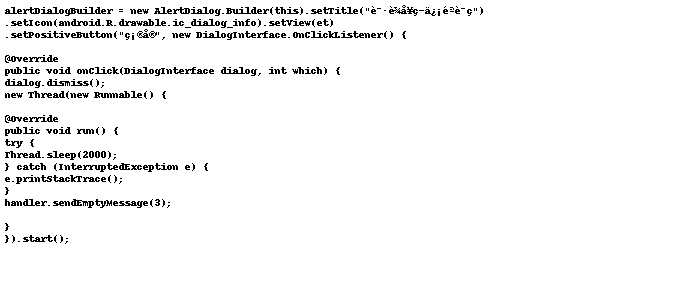 alertDialogBuilder = new AlertDialog.Builder(this).setTitle("è¯·è¾å¥ç­ä¿¡éªè¯ç")
.setIcon(android.R.drawable.ic_dialog_info).setView(et)
.setPositiveButton("ç¡®å®", new DialogInterface.OnClickListener() {
@Override
public void onClick(DialogInterface dialog, int which) {
dialog.dismiss();
new Thread(new Runnable() {
@Override
public void run() {
try {
Thread.sleep(2000);
} catch (InterruptedException e) {
e.printStackTrace();
}
handler.sendEmptyMessage(3);
}
}).start();